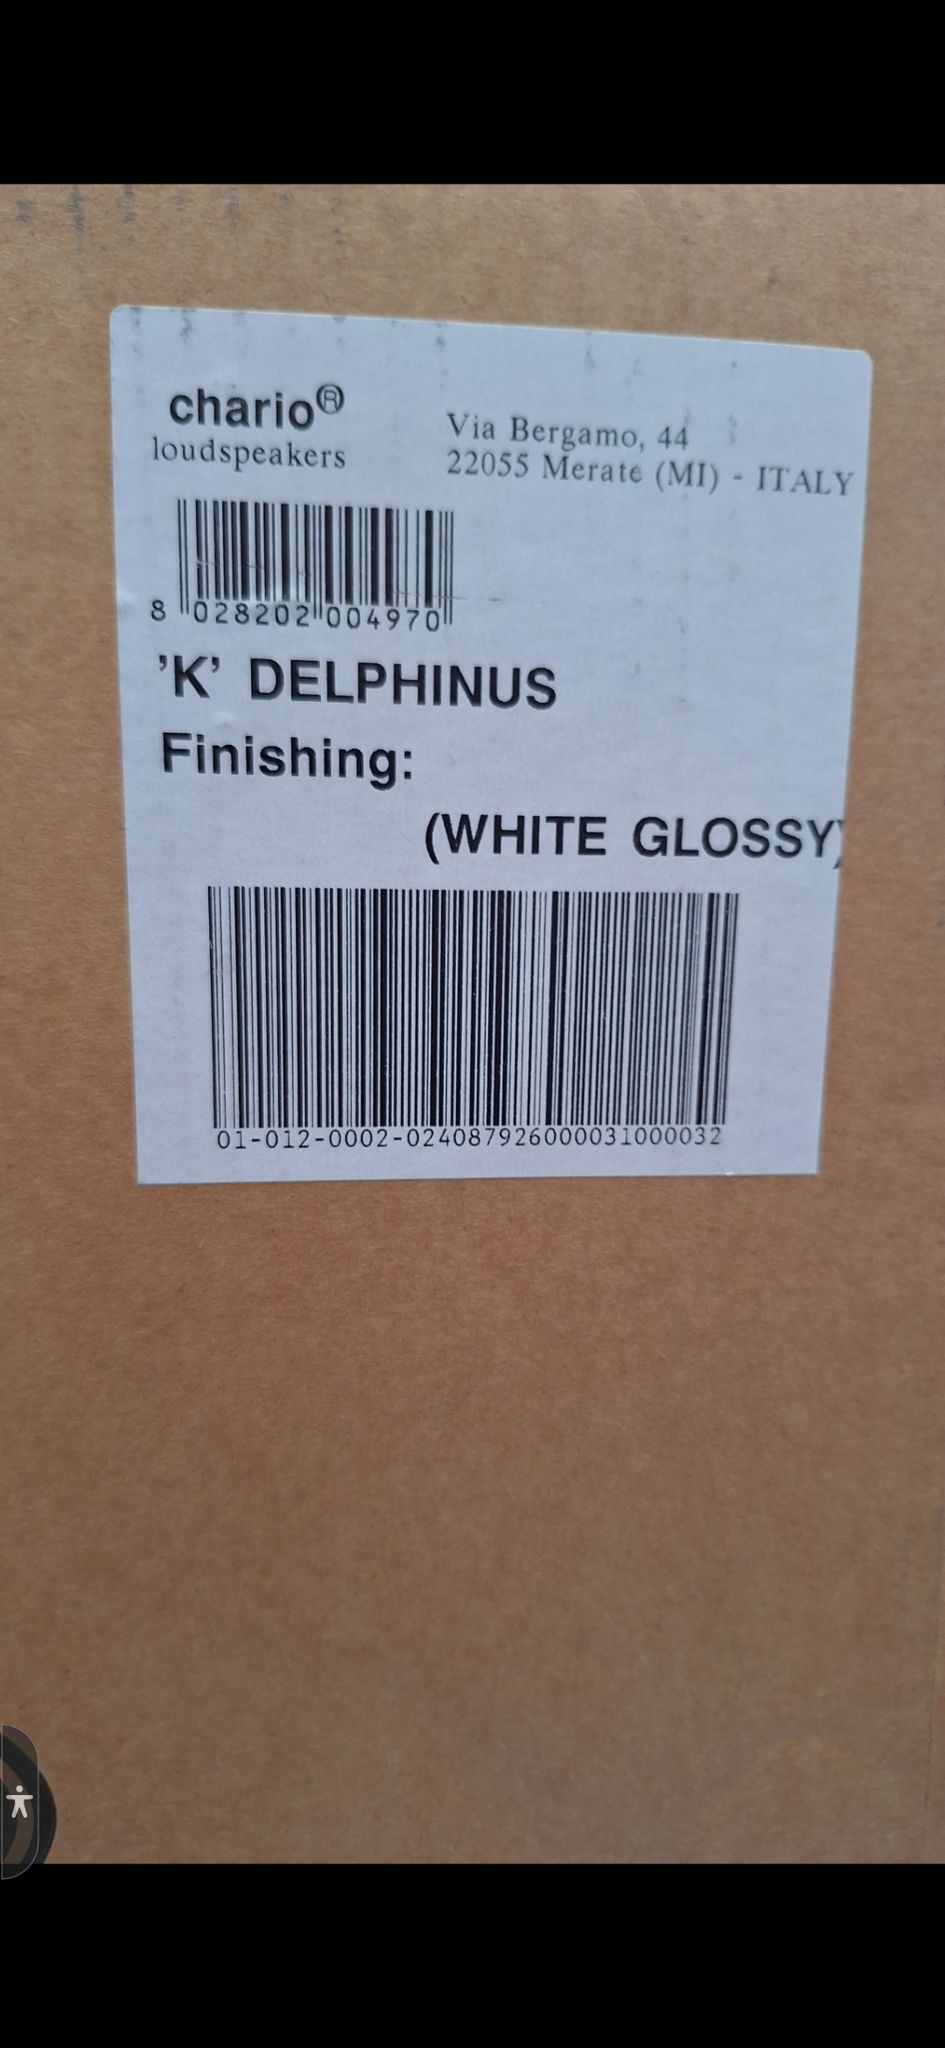 chario®
loudspeakers
Via Bergamo, 44
22055 Merate (MI) - ITALY
8 028202 004970
'K' DELPHINUS
Finishing:
(WHITE GLOSSY)
01-012-0002-024087926000031000032